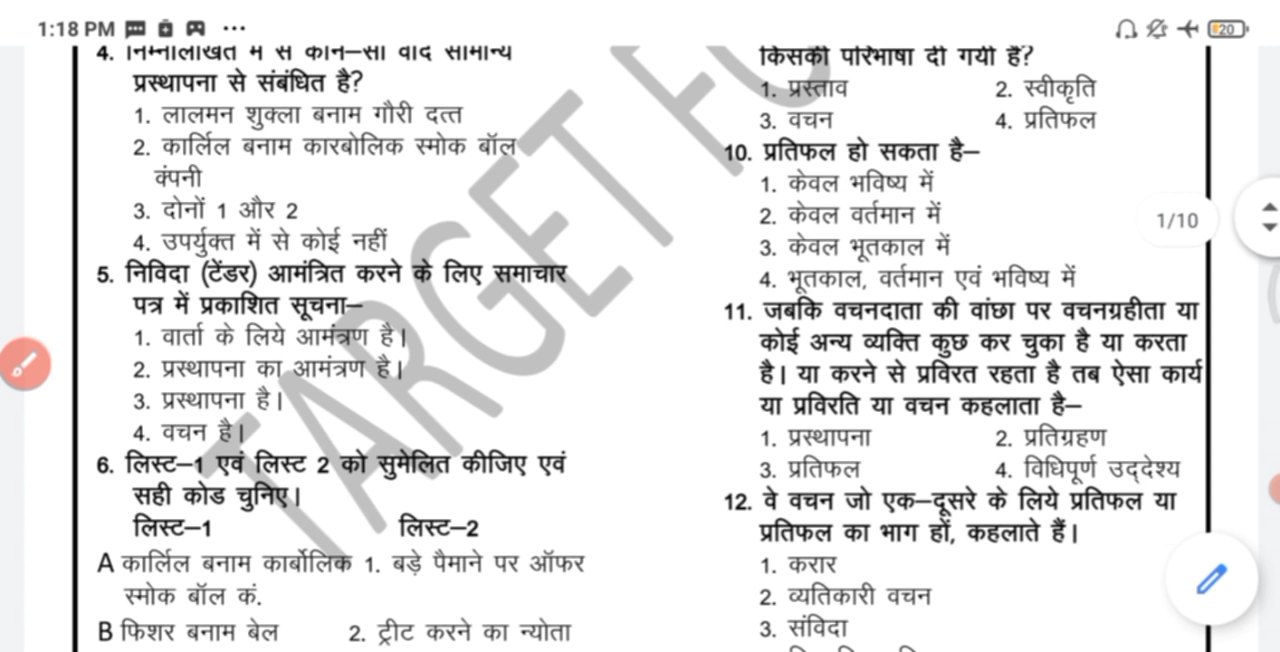 1:18 PM
20
4. निम्नलिखित में से कौन–सा वाद सामान्य
प्रस्थापना से संबंधित है?
1. लालमन शुक्ला बनाम गौरी दत्त
2. कार्लिल बनाम कारबोलिक स्मोक बॉल
क्ंपनी
3. दोनों 1 और 2
4. उपर्युक्त में से कोई नहीं
5. निविदा (टेंडर) आमंत्रित करने के लिए समाचार
पत्र में प्रकाशित सूचना–
1. वार्ता के लिये आमंत्रण है।
2. प्रस्थापना का आमंत्रण है।
3. प्रस्थापना है।
4. वचन है।
6. लिस्ट–1 एवं लिस्ट 2 को सुमेलित कीजिए एवं
सही कोड चुनिए।
लिस्ट–1 लिस्ट–2
A कार्लिल बनाम कार्बोलिक 1. बड़े पैमाने पर ऑफर
स्मोक बॉल कं.
B फिशर बनाम बेल 2. ट्रीट करने का न्योता
किसकी परिभाषा दी गयी है?
1. प्रस्ताव 2. स्वीकृति
3. वचन 4. प्रतिफल
10. प्रतिफल हो सकता है–
1. केवल भविष्य में
2. केवल वर्तमान में
3. केवल भूतकाल में
4. भूतकाल, वर्तमान एवं भविष्य में
11. जबकि वचनदाता की वांछा पर वचनग्रहीता या
कोई अन्य व्यक्ति कुछ कर चुका है या करता
है। या करने से प्रविरत रहता है तब ऐसा कार्य
या प्रविरति या वचन कहलाता है–
1. प्रस्थापना 2. प्रतिग्रहण
3. प्रतिफल 4. विधिपूर्ण उद्देश्य
12. वे वचन जो एक–दूसरे के लिये प्रतिफल या
प्रतिफल का भाग हों, कहलाते हैं।
1. करार
2. व्यतिकारी वचन
3. संविदा
1/10
TARGET